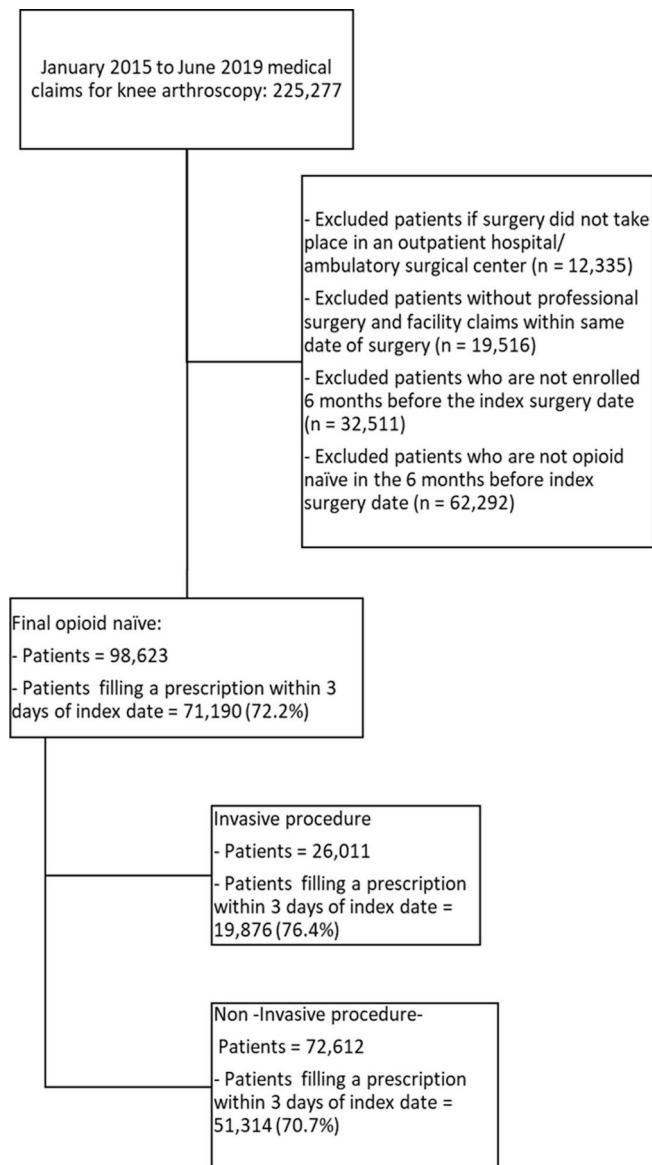 January 2015 to June 2019 medical
claims for knee arthroscopy: 225,277
- Excluded patients if surgery did not take
place in an outpatient hospital/
ambulatory surgical center (n = 12,335)
- Excluded patients without professional
surgery and facility claims within same
date of surgery (n = 19,516)
- Excluded patients who are not enrolled
6 months before the index surgery date
(n = 32,511)
- Excluded patients who are not opioid
naïve in the 6 months before index
surgery date (n = 62,292)
Final opioid naïve:
- Patients = 98,623
- Patients filling a prescription within 3
days of index date = 71,190 (72.2%)
Invasive procedure
- Patients = 26,011
- Patients filling a prescription
within 3 days of index date =
19,876 (76.4%)
Non -Invasive procedure-
Patients = 72,612
- Patients filling a prescription
within 3 days of index date =
51,314 (70.7%)